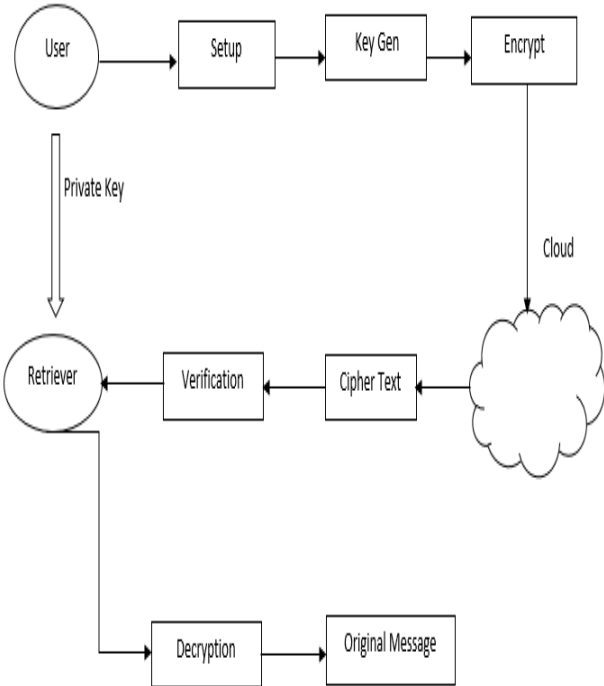 User
Setup
Key Gen
Encrypt
Private Key
Cloud
Retriever
Verification
Cipher Text
Decryption
Original Message